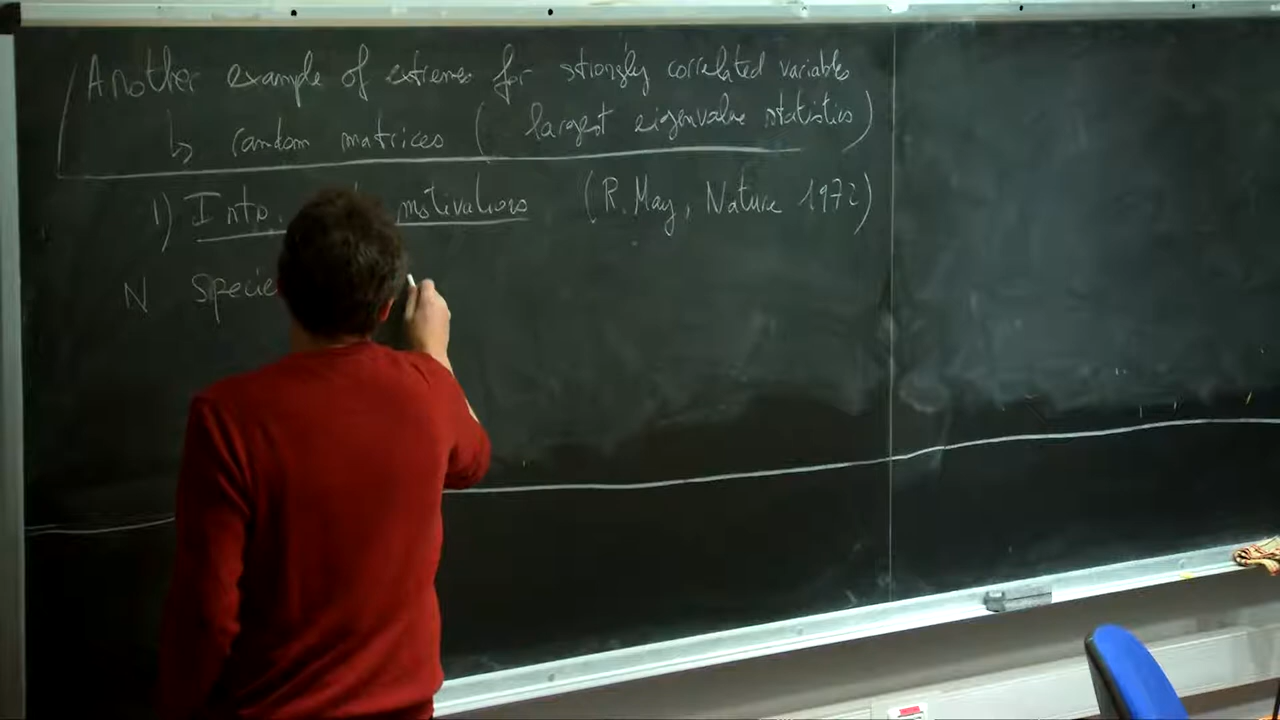 Another example of extremes for strongly correlated variables
↳ random matrices ( largest eigenvalue statistics )
1) Intro. motivations (R. May, Nature 1972)
N specie